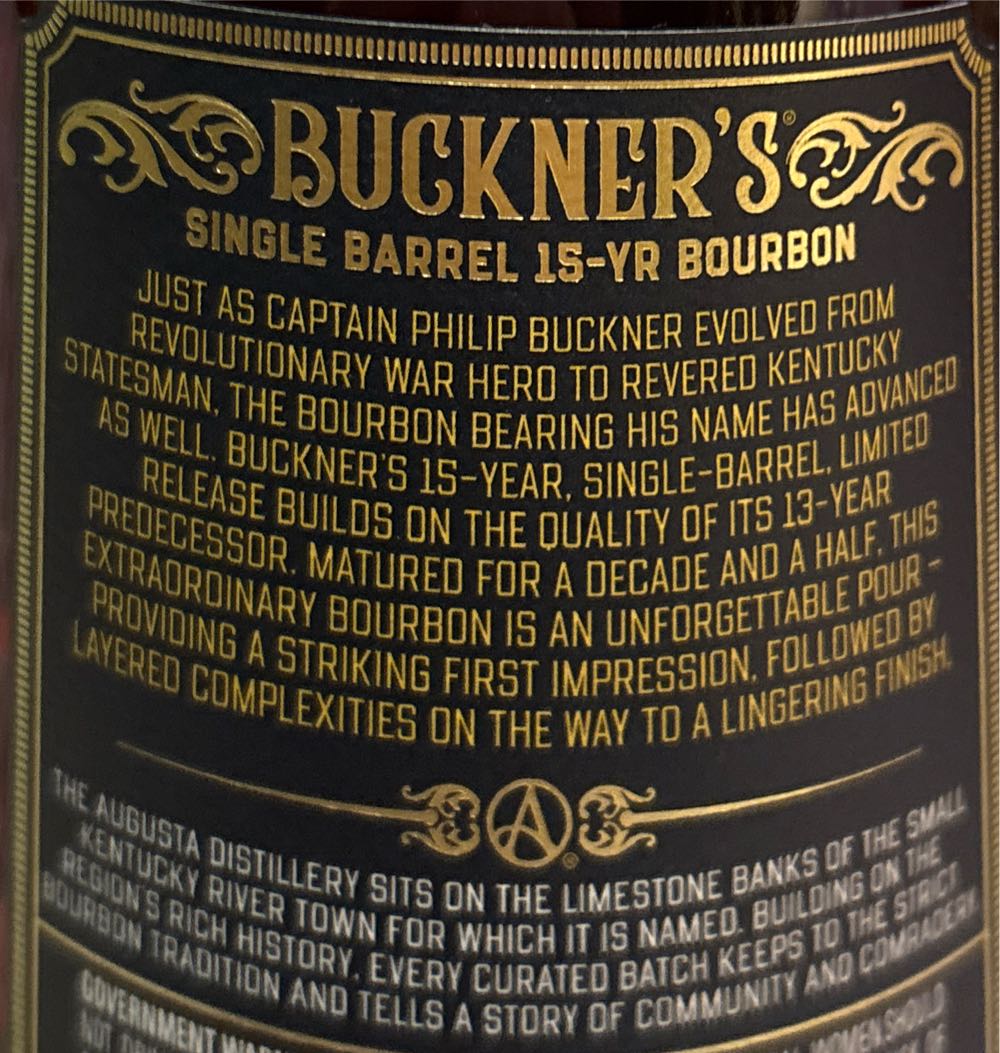 BUCKNER'S®
SINGLE BARREL 15-YR BOURBON
JUST AS CAPTAIN PHILIP BUCKNER EVOLVED FROM
REVOLUTIONARY WAR HERO TO REVERED KENTUCKY
STATESMAN, THE BOURBON BEARING HIS NAME HAS ADVANCED
AS WELL. BUCKNER'S 15-YEAR, SINGLE-BARREL, LIMITED
RELEASE BUILDS ON THE QUALITY OF ITS 13-YEAR
PREDECESSOR. MATURED FOR A DECADE AND A HALF, THIS
EXTRAORDINARY BOURBON IS AN UNFORGETTABLE POUR -
PROVIDING A STRIKING FIRST IMPRESSION, FOLLOWED BY
LAYERED COMPLEXITIES ON THE WAY TO A LINGERING FINISH.
A®
THE AUGUSTA DISTILLERY SITS ON THE LIMESTONE BANKS OF THE SMALL
KENTUCKY RIVER TOWN FOR WHICH IT IS NAMED. BUILDING ON THE
REGION'S RICH HISTORY, EVERY CURATED BATCH KEEPS TO THE STRICT
BOURBON TRADITION AND TELLS A STORY OF COMMUNITY AND COMRADERY.
GOVERNMENT WOMEN SHOULD
NOT OF